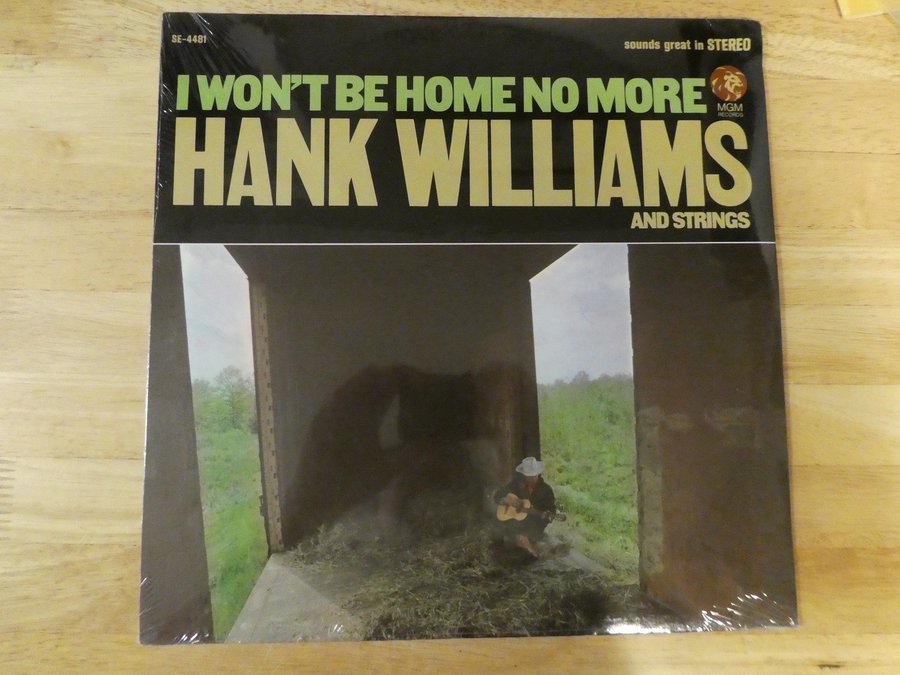 SE-4481
sounds great in STEREO
I WON'T BE HOME NO MORE
MGM
RECORDS
HANK WILLIAMS
AND STRINGS